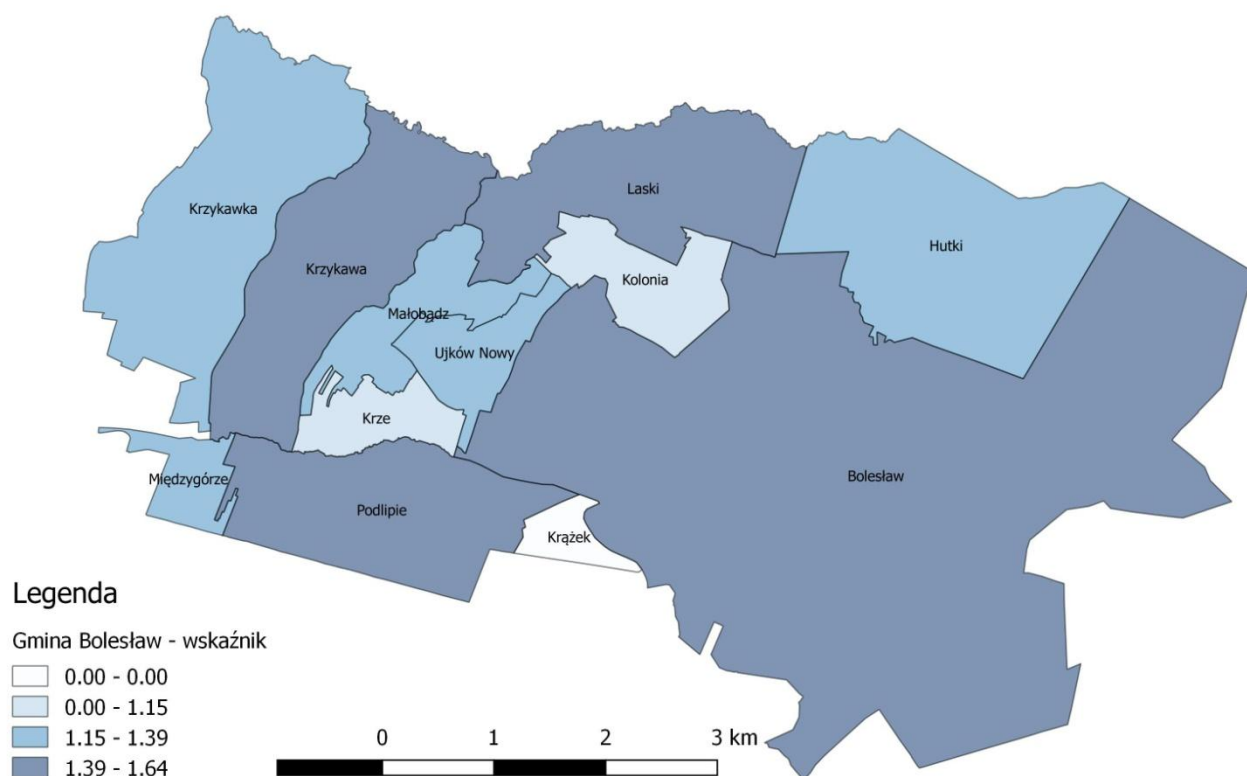 Laski
Krzykawka
Hutki
Krzykawa
Kolonia
Małobądz
Ujków Nowy
Krze
Bolesław
Międzygórze
Podlipie
Krążek
Legenda
Gmina Bolesław - wskaźnik
0.00 - 0.00
0.00 - 1.15
1.15 - 1.39
1.39 - 1.64
0 1 2 3 km